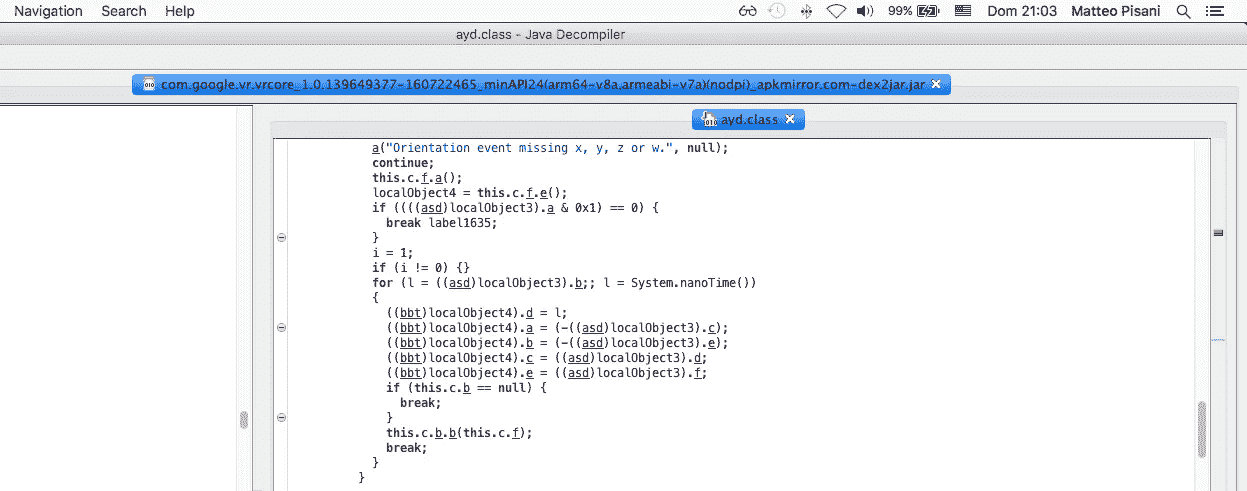 Navigation Search Help 99% Dom 21:03 Matteo Pisani
ayd.class - Java Decompiler
com.google.vr.vrcore_1.0.139649377-160722465_minAPI24(arm64-v8a,armeabi-v7a)(nodpi)_apkmirror.com-dex2jar.jar
ayd.class
a("Orientation event missing x, y, z or w.", null);
continue;
this.c.f.a();
localObject4 = this.c.f.e();
if ((((asd)localObject3).a & 0x1) == 0) {
break label1635;
}
i = 1;
if (i != 0) {}
for (l = ((asd)localObject3).b;; l = System.nanoTime())
{
((bbt)localObject4).d = l;
((bbt)localObject4).a = (-((asd)localObject3).c);
((bbt)localObject4).b = (-((asd)localObject3).e);
((bbt)localObject4).c = ((asd)localObject3).d;
((bbt)localObject4).e = ((asd)localObject3).f;
if (this.c.b == null) {
break;
}
this.c.b.b(this.c.f);
break;
}
}